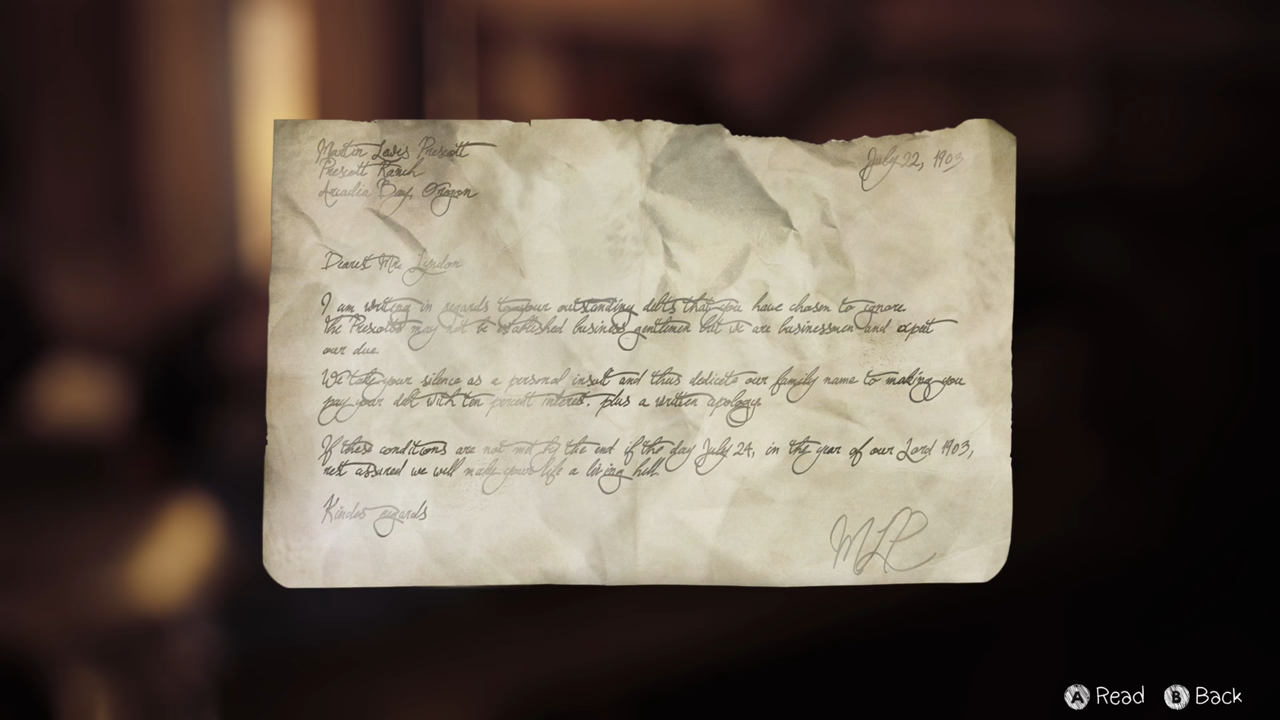 Martin Lewis Prescott
July 22, 1903
Prescott Ranch
Arcadia Bay, Oregon
Dearest Mr. Lyndon
I am writing in regards to your outstanding debts that you have chosen to ignore.
The Prescotts may not be established business gentlemen but we are businessmen and expect
our due.
We take your silence as a personal insult and thus dedicate our family name to making you
pay your debt with ten percent interest, plus a written apology.
If these conditions are not met by the end if the day July 24, in the year of our Lord 1903,
rest assured we will make your life a living hell.
Kindes regards
MLP
A Read B Back